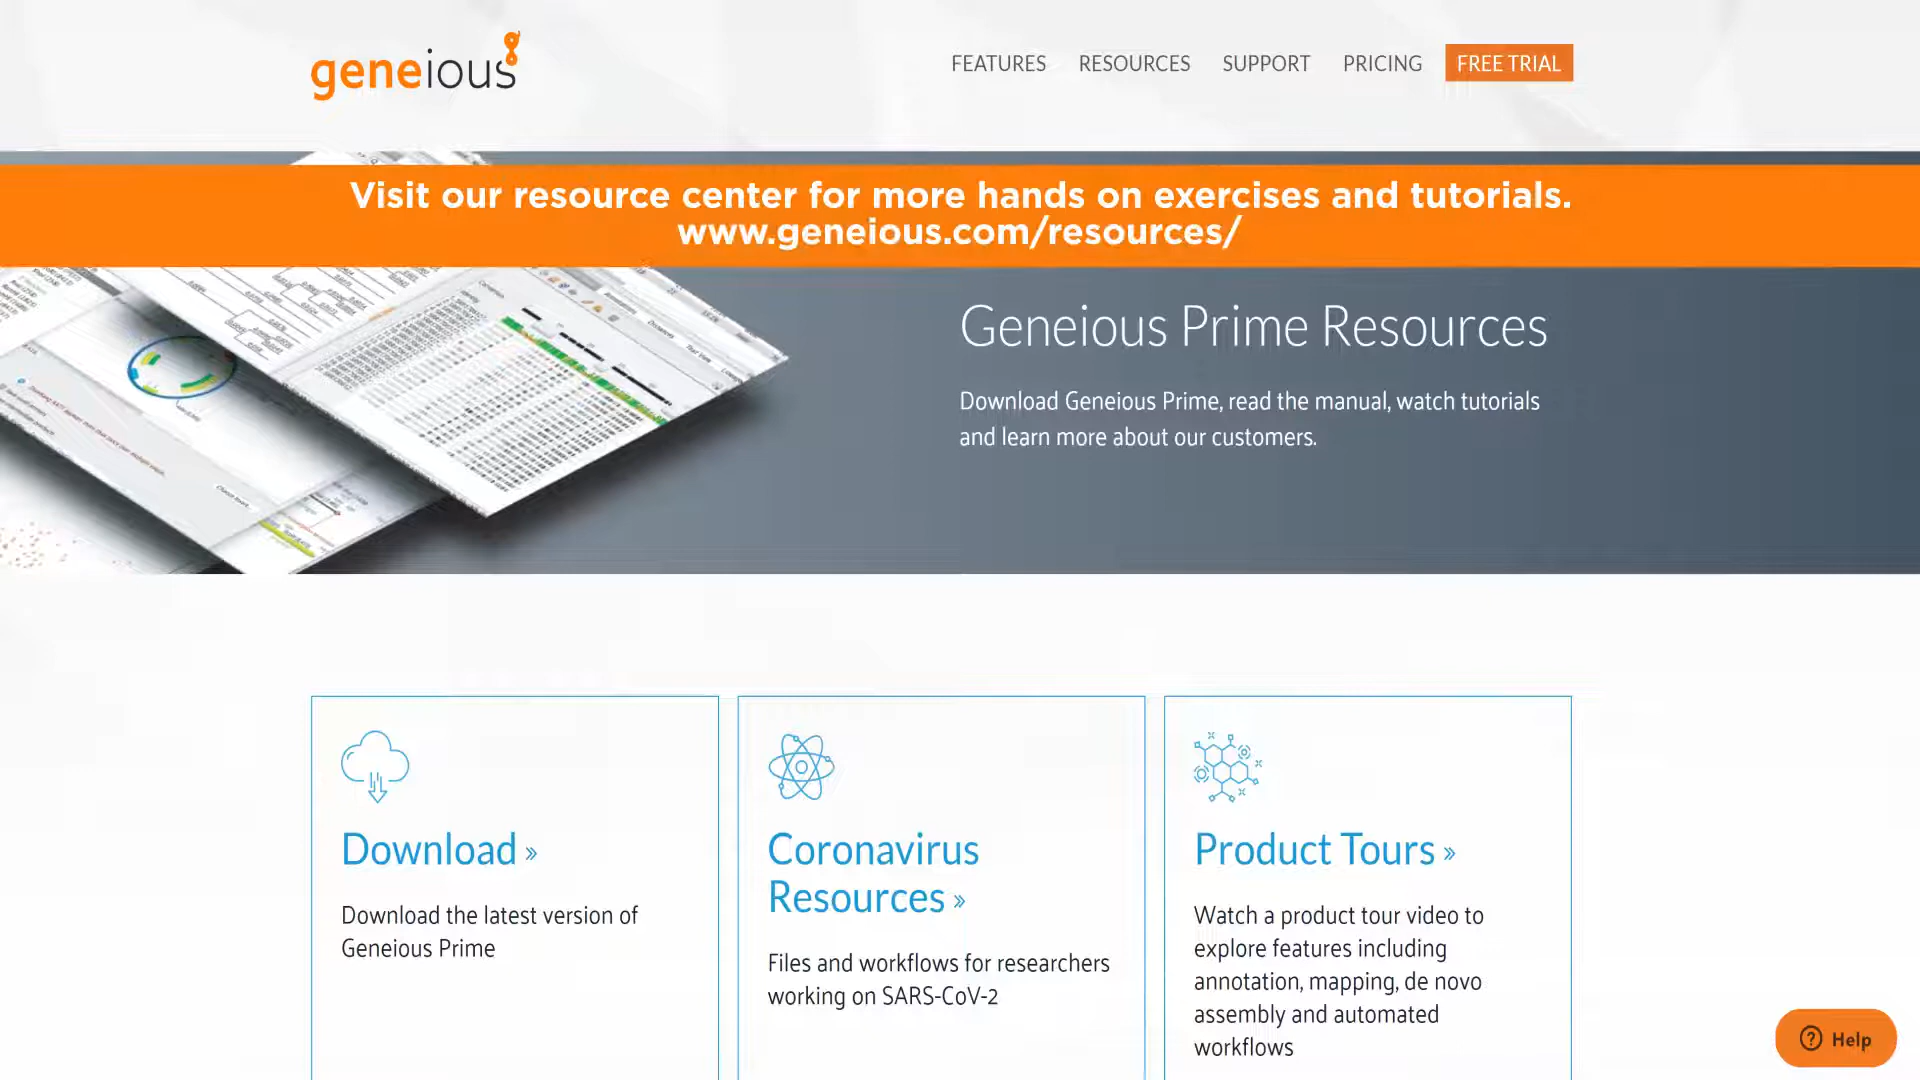 geneious
FEATURES RESOURCES SUPPORT PRICING FREE TRIAL
Visit our resource center for more hands on exercises and tutorials.
www.geneious.com/resources/
Geneious Prime Resources
Download Geneious Prime, read the manual, watch tutorials
and learn more about our customers.
Download »
Download the latest version of
Geneious Prime
Coronavirus
Resources »
Files and workflows for researchers
working on SARS-CoV-2
Product Tours »
Watch a product tour video to
explore features including
annotation, mapping, de novo
assembly and automated
workflows
Help